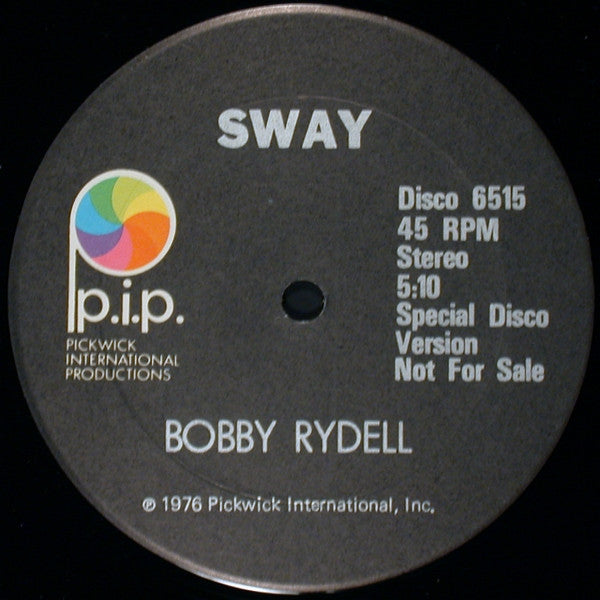 SWAY
p.i.p.
PICKWICK
INTERNATIONAL
PRODUCTIONS
Disco 6515
45 RPM
Stereo
5:10
Special Disco
Version
Not For Sale
BOBBY RYDELL
℗ 1976 Pickwick International, Inc.